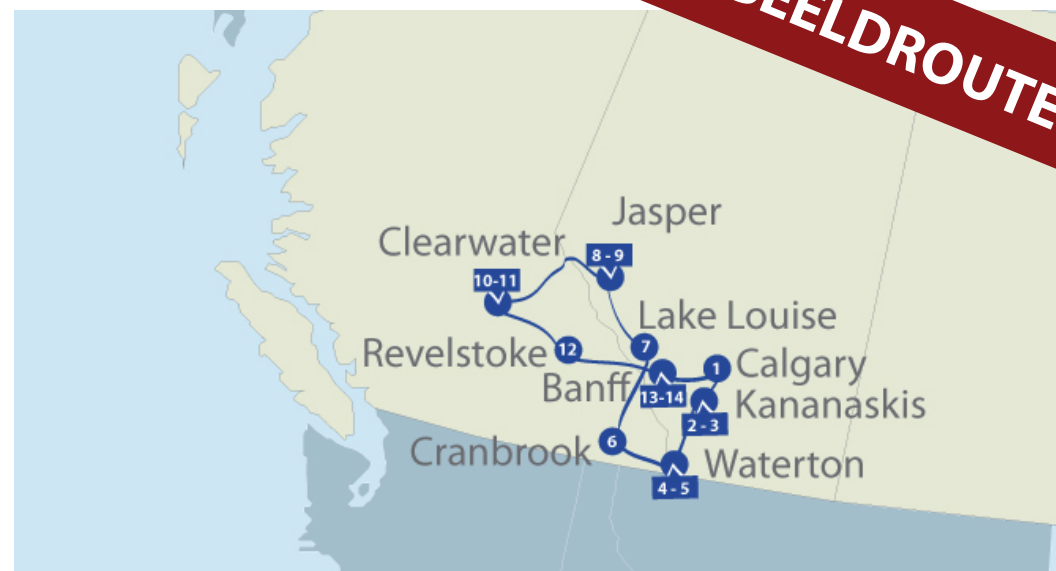 EELDROUTE
Jasper
Clearwater
8 - 9
10-11
Lake Louise
7
Revelstoke
12
Calgary
1
Banff
13-14
Kananaskis
2 - 3
Cranbrook
6
Waterton
4 - 5